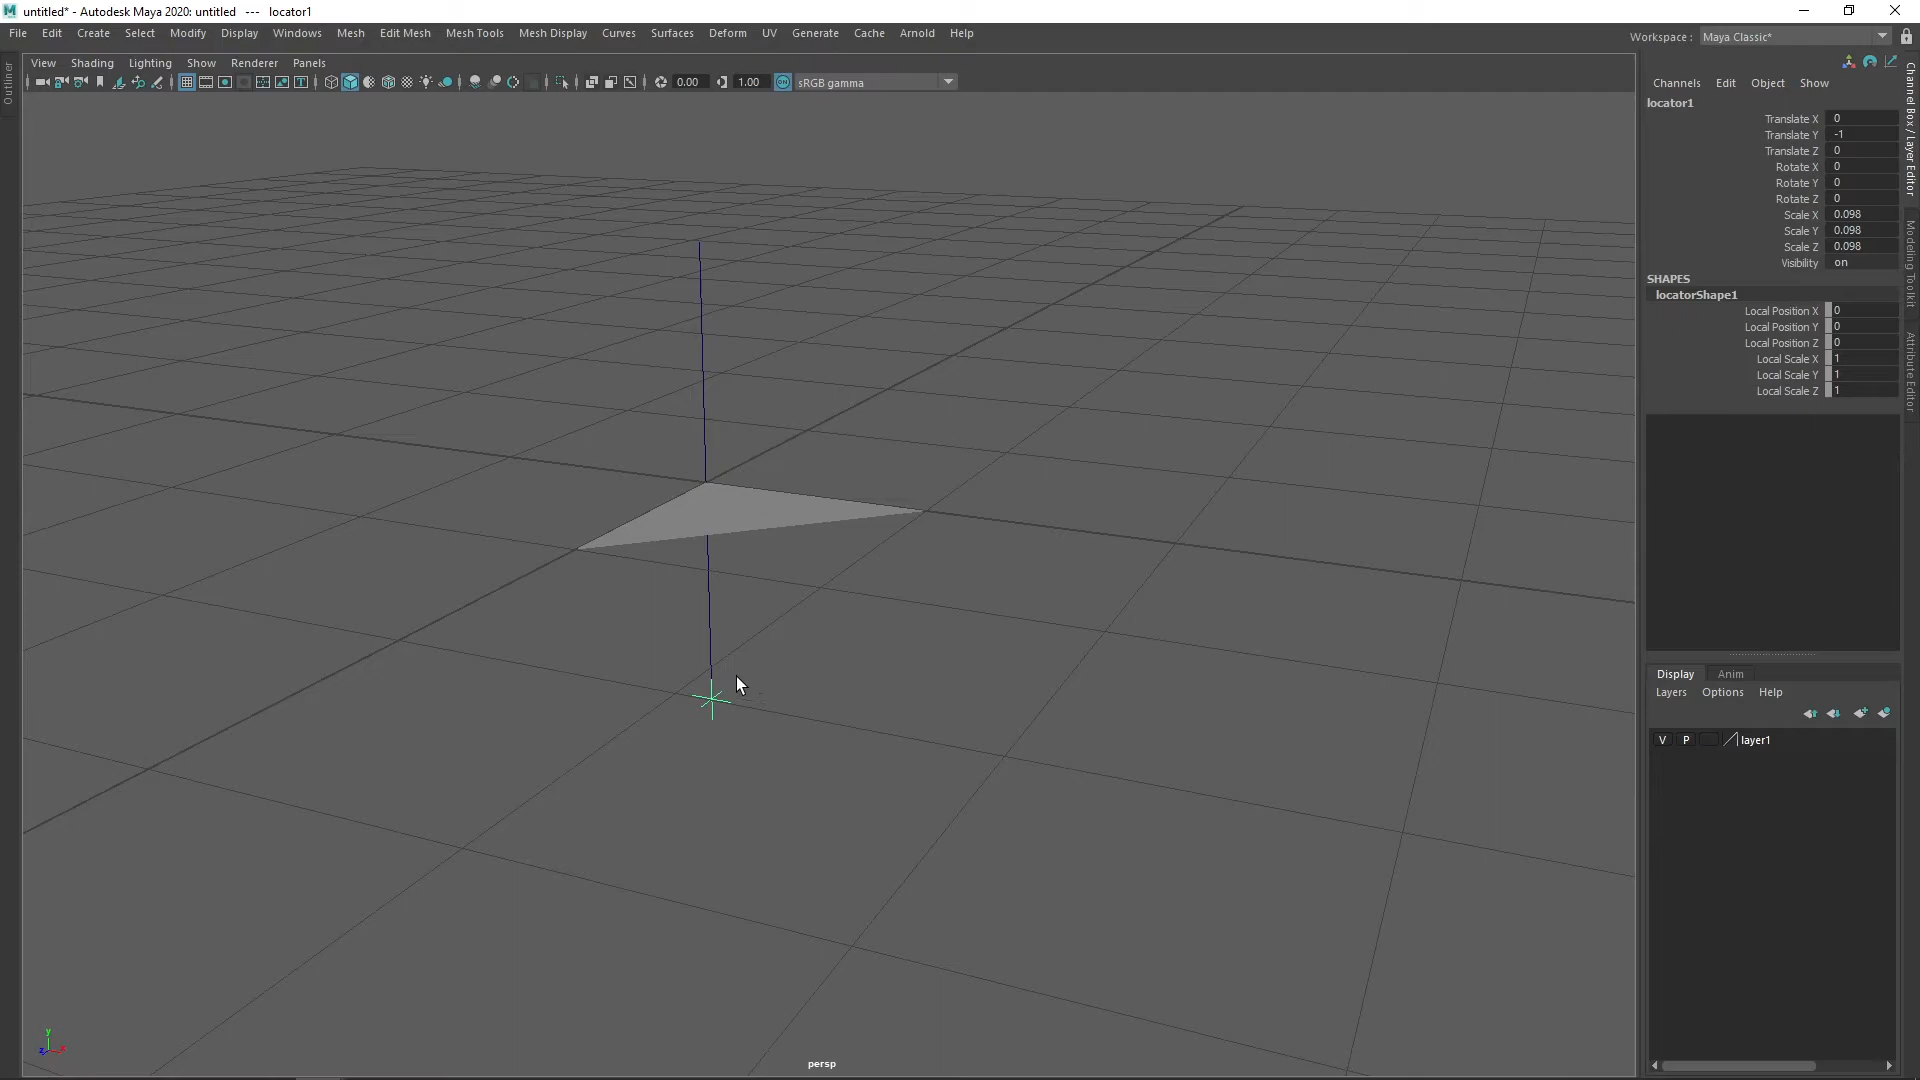 untitled* - Autodesk Maya 2020: untitled --- locator1
File Edit Create Select Modify Display Windows Mesh Edit Mesh Mesh Tools Mesh Display Curves Surfaces Deform UV Generate Cache Arnold Help
Workspace : Maya Classic*
View Shading Lighting Show Renderer Panels
0.00 1.00 ON sRGB gamma
Outliner
Channels Edit Object Show
locator1
Translate X 0
Translate Y -1
Translate Z 0
Rotate X 0
Rotate Y 0
Rotate Z 0
Scale X 0.098
Scale Y 0.098
Scale Z 0.098
Visibility on
SHAPES
locatorShape1
Local Position X 0
Local Position Y 0
Local Position Z 0
Local Scale X 1
Local Scale Y 1
Local Scale Z 1
Channel Box / Layer Editor
Modeling Toolkit
Attribute Editor
Display Anim
Layers Options Help
V P layer1
y
z x
persp